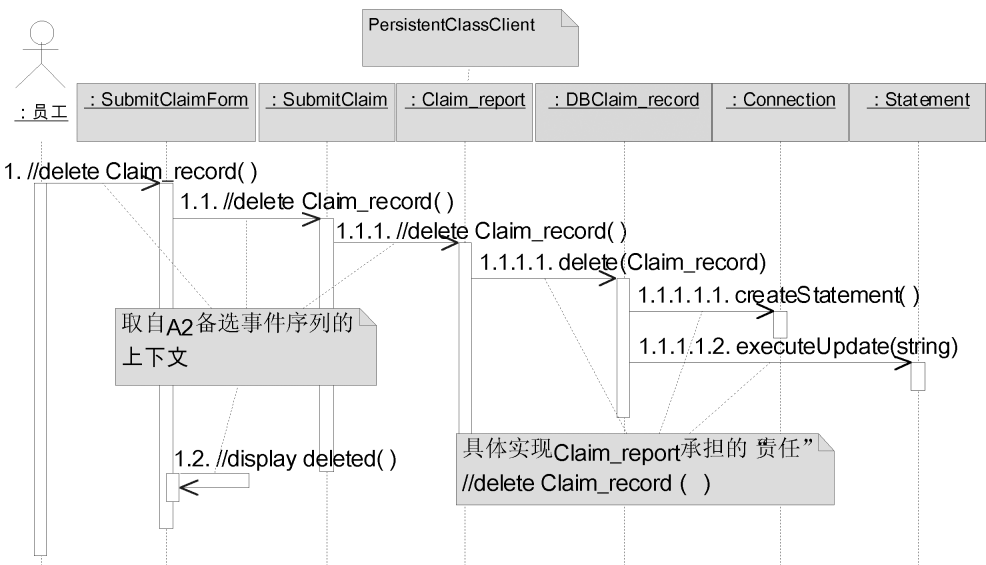 PersistentClassClient
: 员工
: SubmitClaimForm
: SubmitClaim
: Claim_report
: DBClaim_record
: Connection
: Statement
1. //delete Claim_record( )
1.1. //delete Claim_record( )
1.1.1. //delete Claim_record( )
1.1.1.1. delete(Claim_record)
1.1.1.1.1. createStatement( )
取自A2备选事件序列的
上下文
1.1.1.1.2. executeUpdate(string)
具体实现Claim_report承担的“责任”
//delete Claim_record ( )
1.2. //display deleted( )